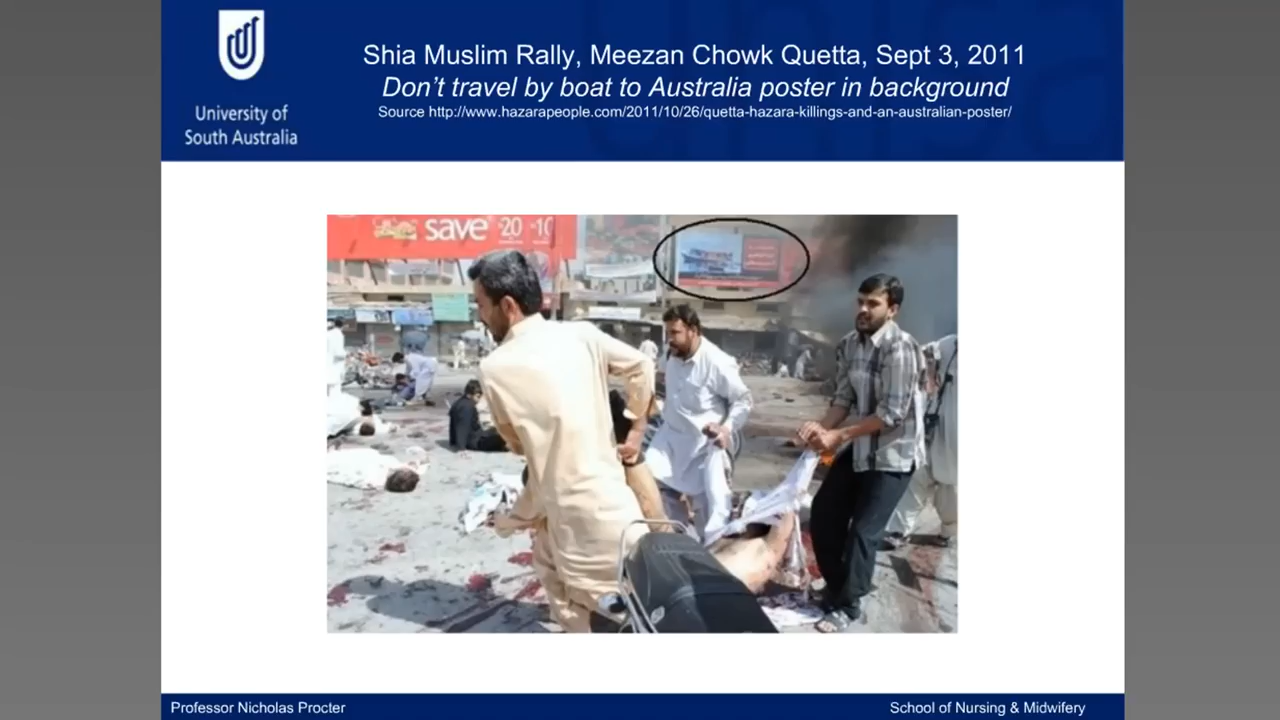 University of
South Australia
Shia Muslim Rally, Meezan Chowk Quetta, Sept 3, 2011
Don't travel by boat to Australia poster in background
Source http://www.hazarapeople.com/2011/10/26/quetta-hazara-killings-and-an-australian-poster/
save 20 10
Professor Nicholas Procter
School of Nursing & Midwifery